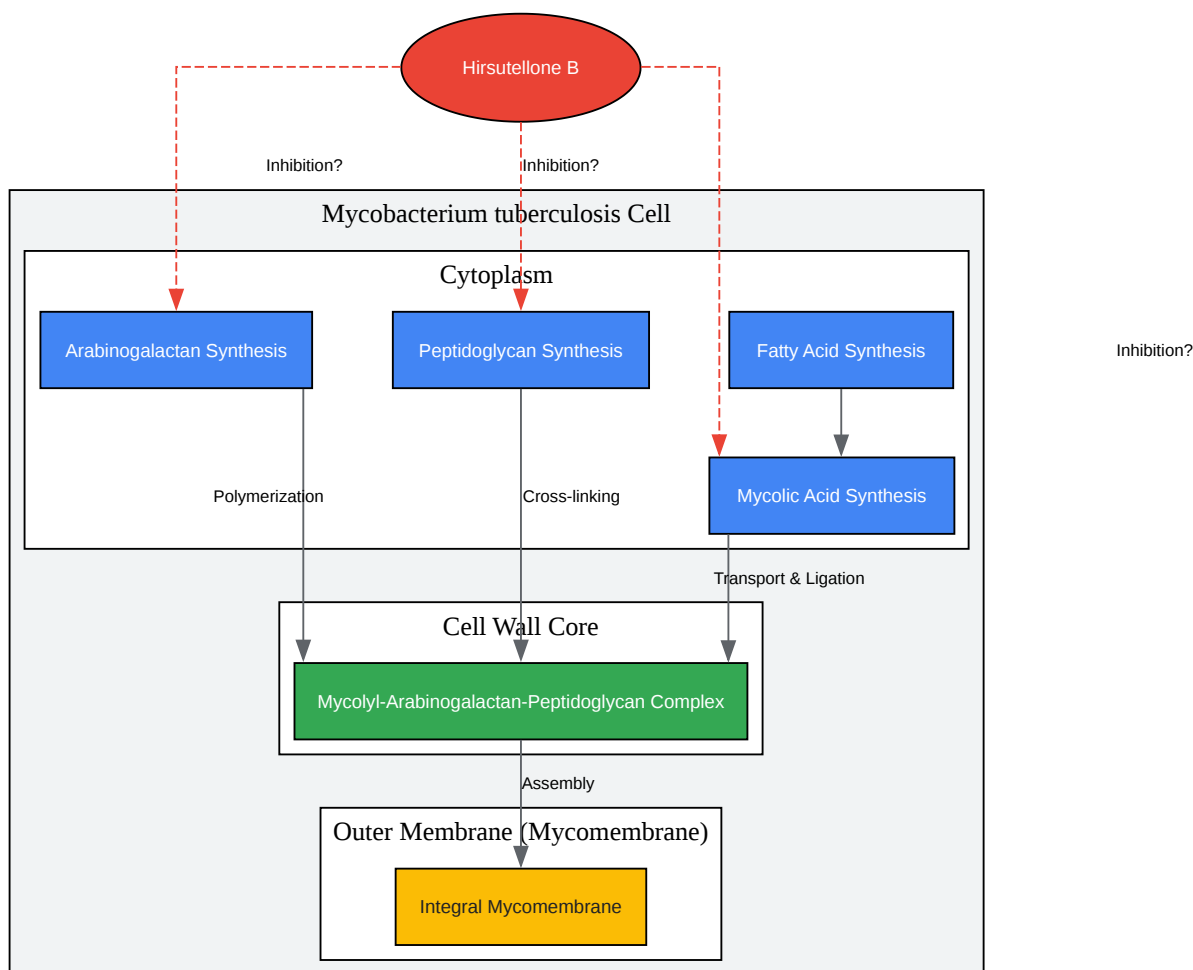 Hirsutellone B
Inhibition?
Inhibition?
Mycobacterium tuberculosis Cell
Cytoplasm
Arabinogalactan Synthesis
Peptidoglycan Synthesis
Fatty Acid Synthesis
Inhibition?
Polymerization
Cross-linking
Mycolic Acid Synthesis
Transport & Ligation
Cell Wall Core
Mycolyl-Arabinogalactan-Peptidoglycan Complex
Assembly
Outer Membrane (Mycomembrane)
Integral Mycomembrane